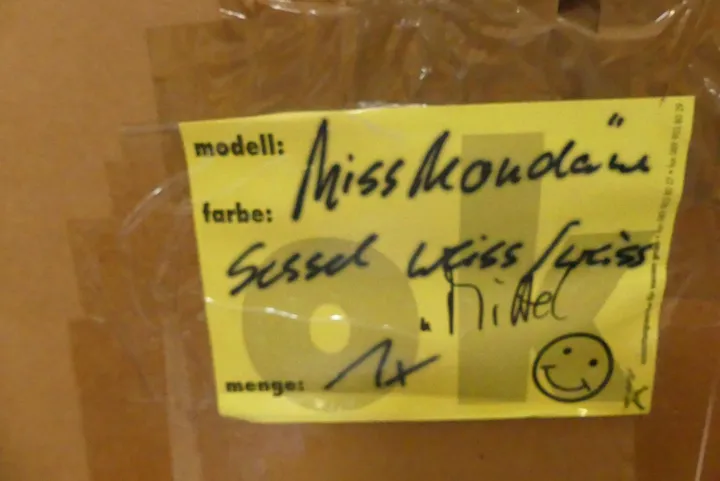 modell: Miss Mondän
farbe:
Sessel weiss/weiss
" Mittel
menge: 1x
ok